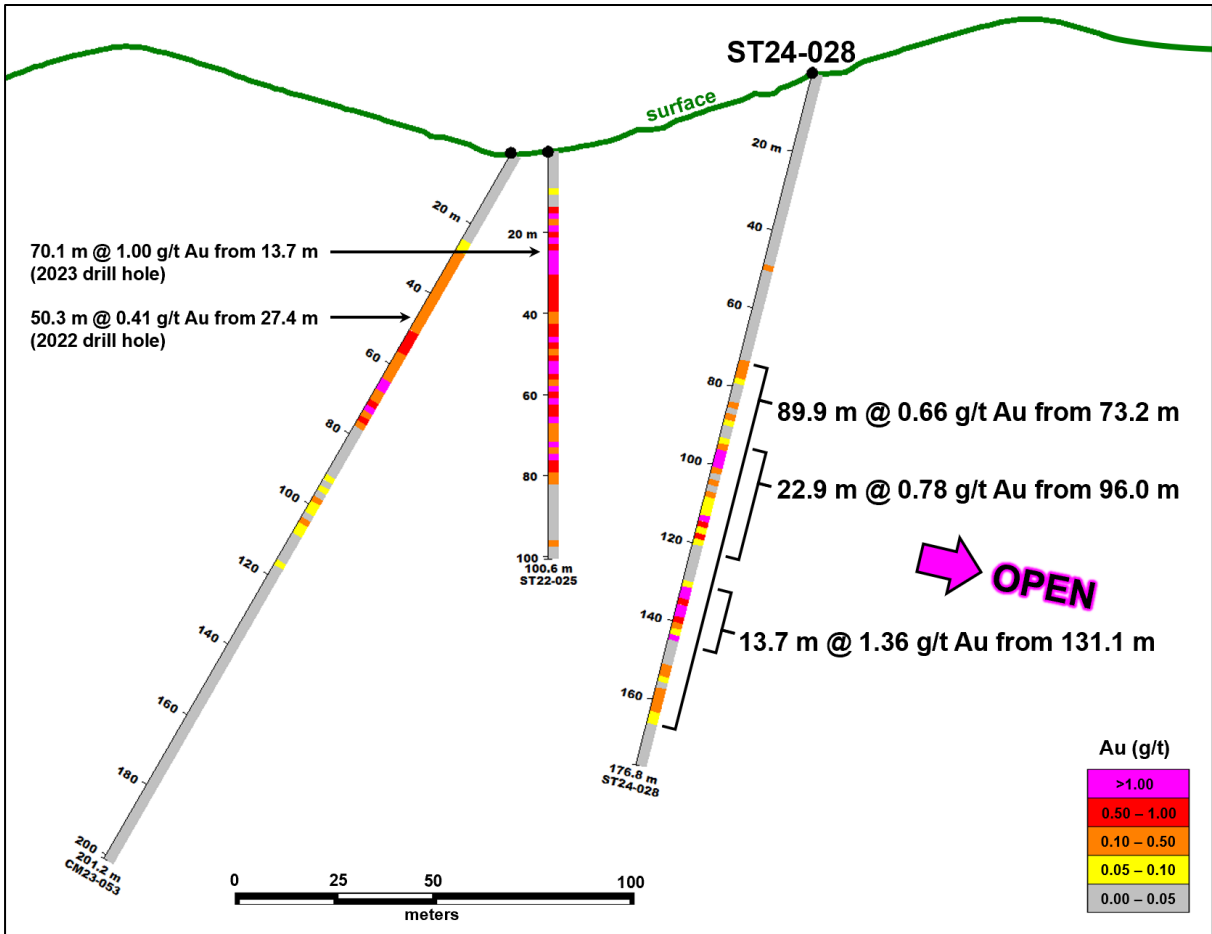 ST24-028
surface
20 m
40
60
80
100
120
140
160
176.8 m
ST24-028
20 m
40
60
80
100
100.6 m
ST22-025
20 m
40
60
80
100
120
140
160
180
200
201.2 m
CM23-053
70.1 m @ 1.00 g/t Au from 13.7 m
(2023 drill hole)
50.3 m @ 0.41 g/t Au from 27.4 m
(2022 drill hole)
89.9 m @ 0.66 g/t Au from 73.2 m
22.9 m @ 0.78 g/t Au from 96.0 m
OPEN
13.7 m @ 1.36 g/t Au from 131.1 m
Au (g/t)
>1.00
0.50 – 1.00
0.10 – 0.50
0.05 – 0.10
0.00 – 0.05
0 25 50 100
meters